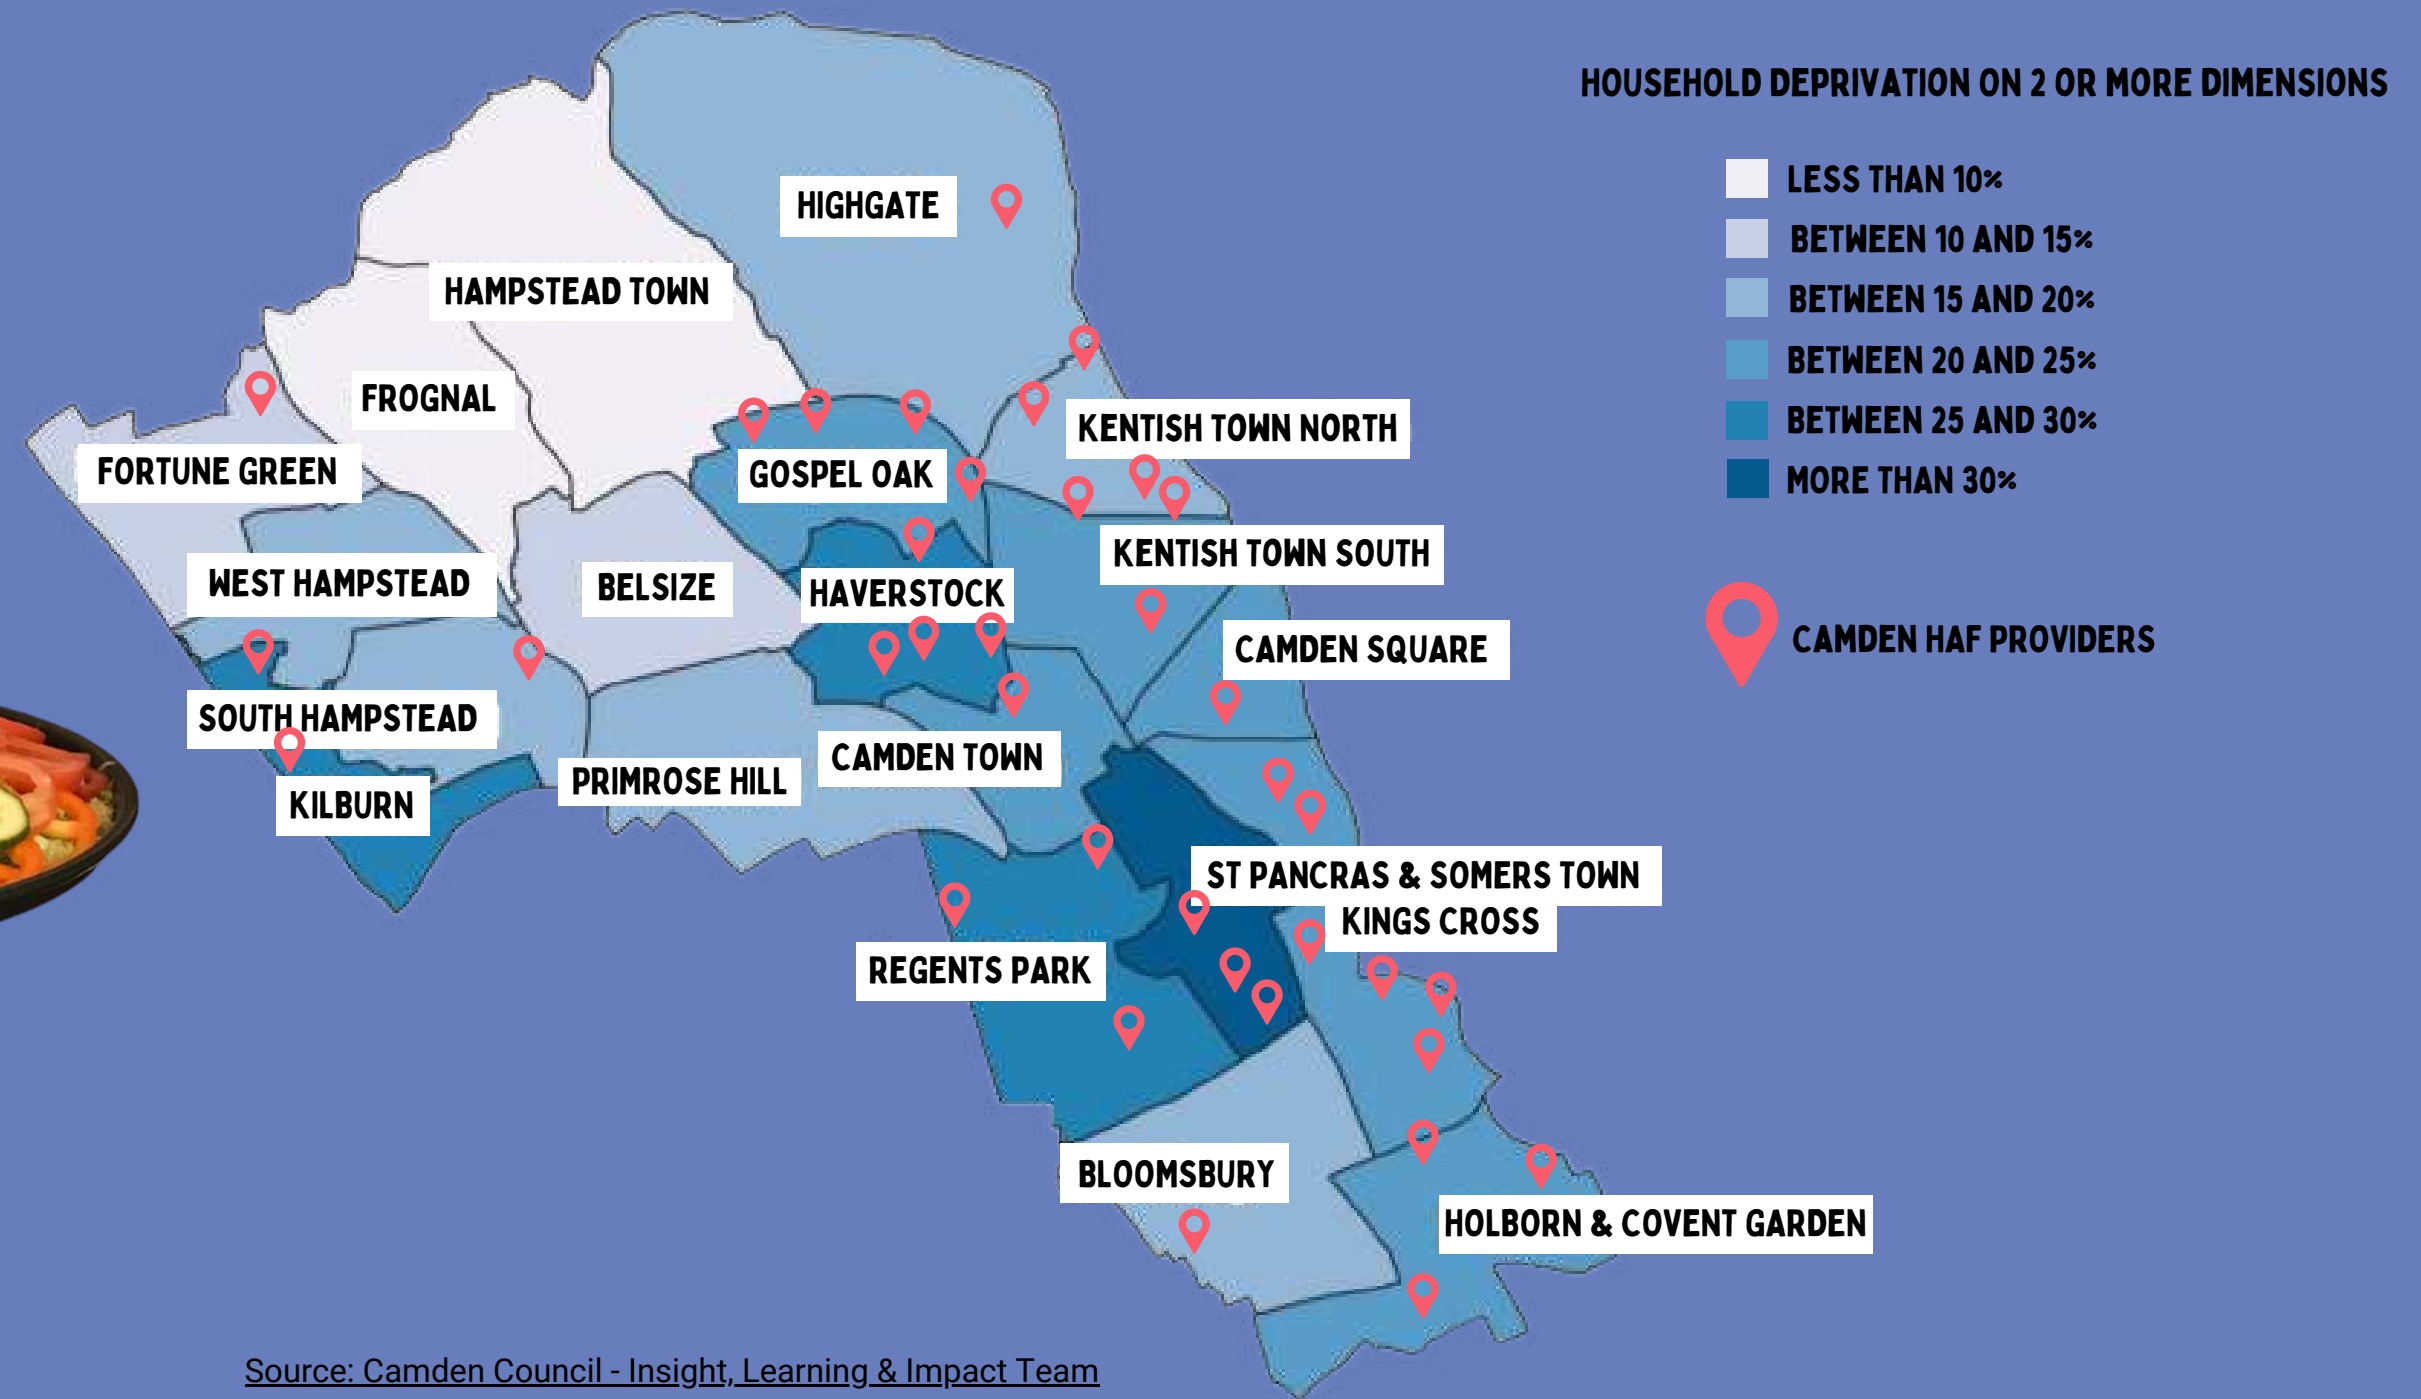 HOUSEHOLD DEPRIVATION ON 2 OR MORE DIMENSIONS
LESS THAN 10%
BETWEEN 10 AND 15%
BETWEEN 15 AND 20%
BETWEEN 20 AND 25%
BETWEEN 25 AND 30%
MORE THAN 30%
CAMDEN HAF PROVIDERS
HIGHGATE
HAMPSTEAD TOWN
FROGNAL
KENTISH TOWN NORTH
FORTUNE GREEN
GOSPEL OAK
KENTISH TOWN SOUTH
WEST HAMPSTEAD
BELSIZE
HAVERSTOCK
CAMDEN SQUARE
SOUTH HAMPSTEAD
CAMDEN TOWN
PRIMROSE HILL
KILBURN
ST PANCRAS & SOMERS TOWN
KINGS CROSS
REGENTS PARK
BLOOMSBURY
HOLBORN & COVENT GARDEN
Source: Camden Council - Insight, Learning & Impact Team